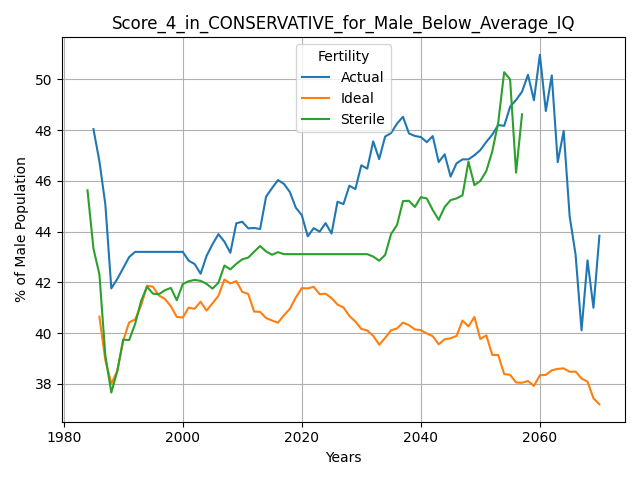 Score_4_in_CONSERVATIVE_for_Male_Below_Average_IQ
Fertility
Actual
Ideal
Sterile
% of Male Population
50
48
46
44
42
40
38
1980
2000
2020
2040
2060
Years